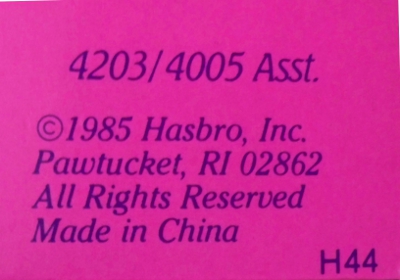 4203/4005 Asst.
©1985 Hasbro, Inc.
Pawtucket, RI 02862
All Rights Reserved
Made in China
H44